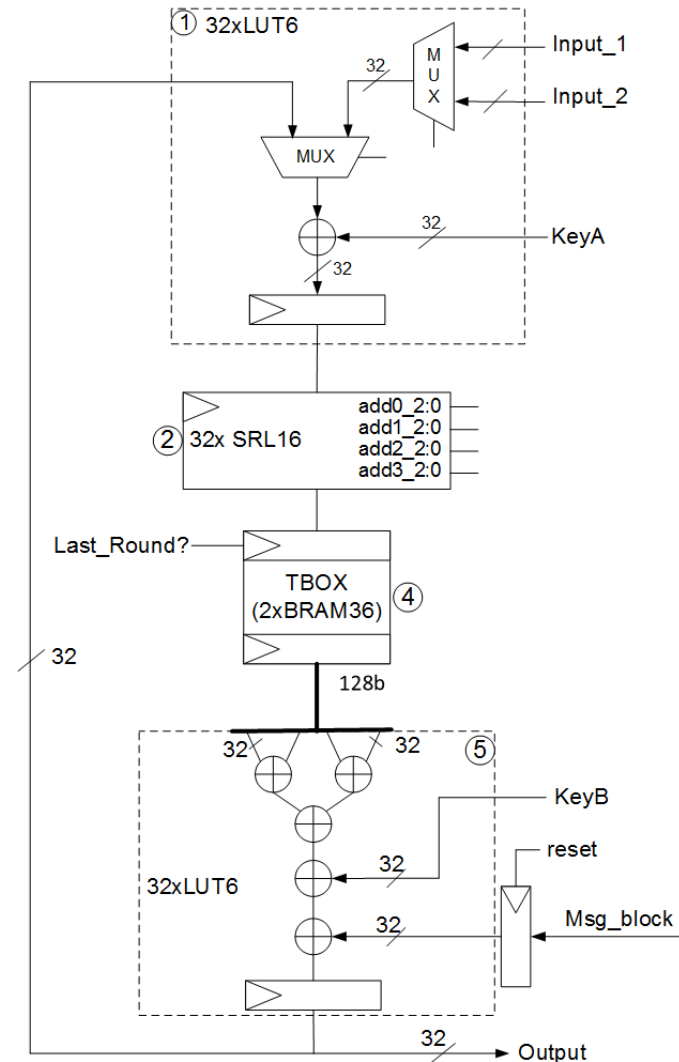 1 32xLUT6
MUX
Input_1
32
Input_2
MUX
32
KeyA
32
add0_2:0
add1_2:0
2 32x SRL16
add2_2:0
add3_2:0
Last_Round?
TBOX
(2xBRAM36)
4
32
128b
32
32
5
KeyB
reset
32xLUT6
32
32
Msg_block
32
Output